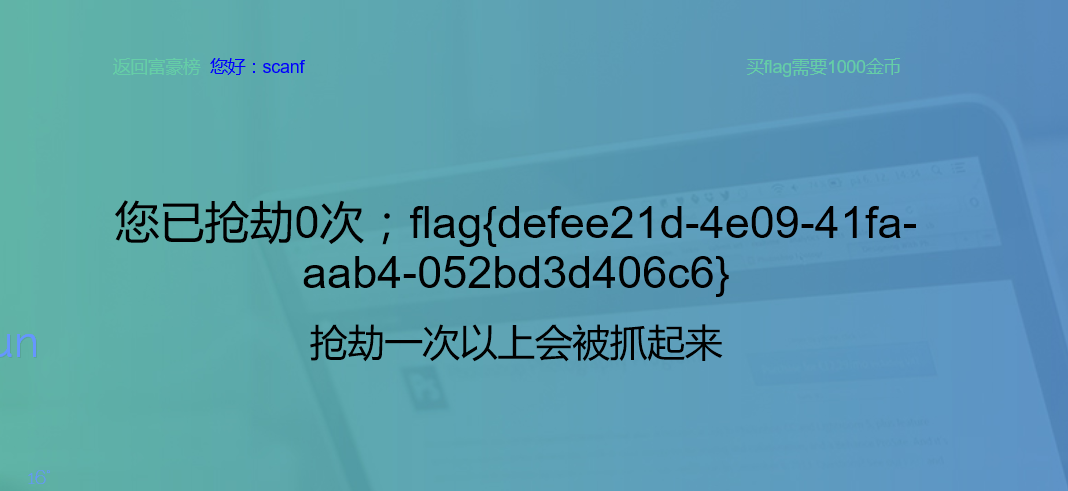 返回富豪榜 您好：scanf 买flag需要1000金币
您已抢劫0次；flag{defee21d-4e09-41fa-
aab4-052bd3d406c6}
抢劫一次以上会被抓起来
un